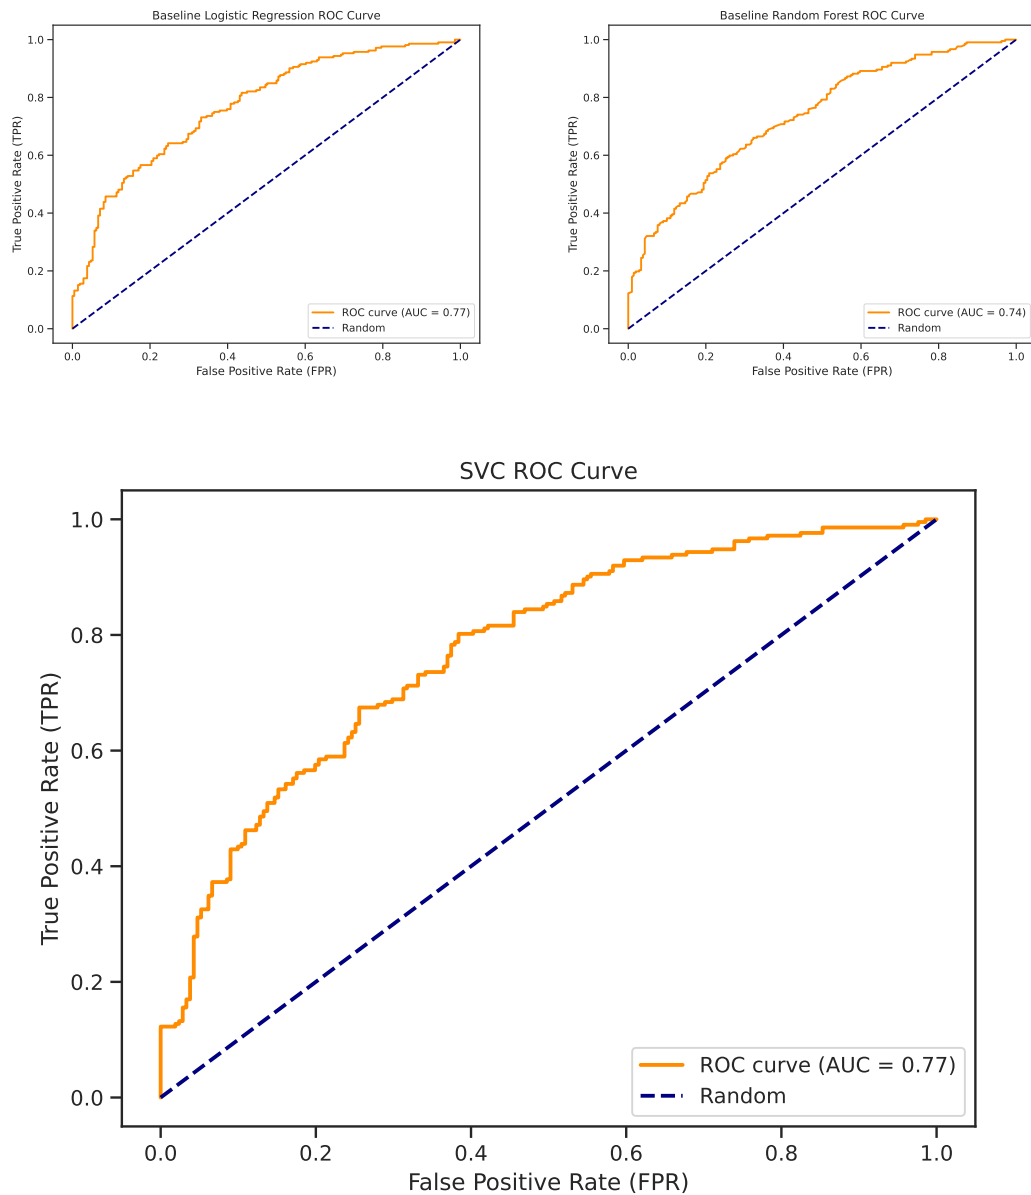 Baseline Logistic Regression ROC Curve
1.0
0.8
0.6
0.4
0.2
0.0
True Positive Rate (TPR)
ROC curve (AUC = 0.77)
Random
0.0 0.2 0.4 0.6 0.8 1.0
False Positive Rate (FPR)
Baseline Random Forest ROC Curve
1.0
0.8
0.6
0.4
0.2
0.0
True Positive Rate (TPR)
ROC curve (AUC = 0.74)
Random
0.0 0.2 0.4 0.6 0.8 1.0
False Positive Rate (FPR)
SVC ROC Curve
1.0
0.8
0.6
0.4
0.2
0.0
True Positive Rate (TPR)
ROC curve (AUC = 0.77)
Random
0.0 0.2 0.4 0.6 0.8 1.0
False Positive Rate (FPR)